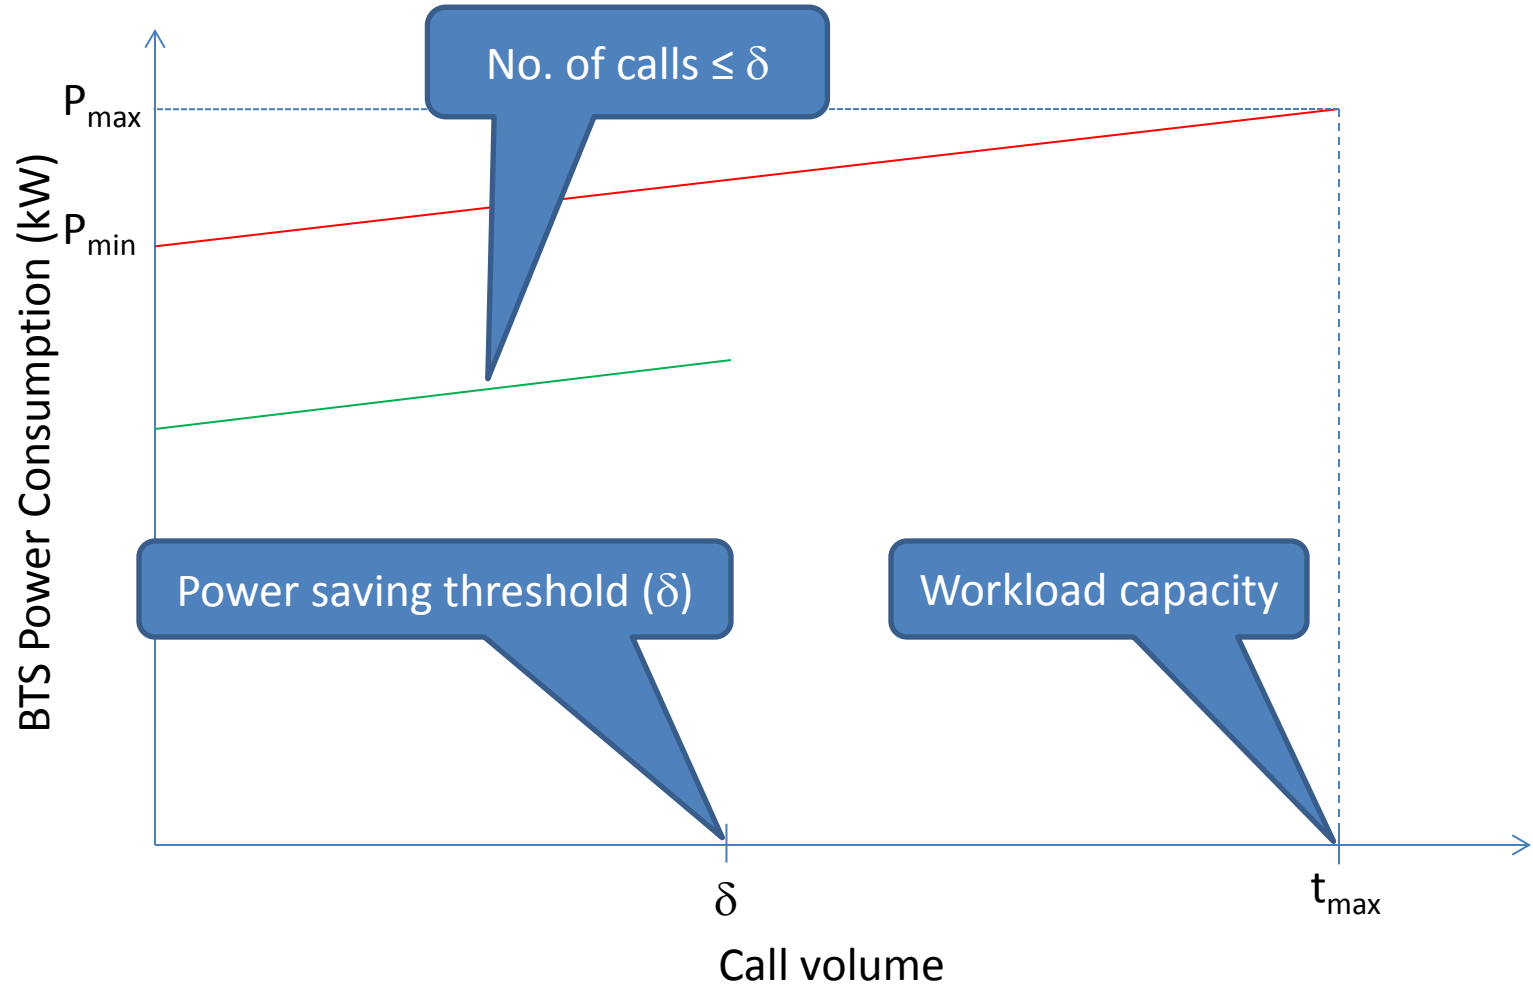 No. of calls ≤ δ
Pmax
Pmin
BTS Power Consumption (kW)
Power saving threshold (δ)
Workload capacity
δ
tmax
Call volume